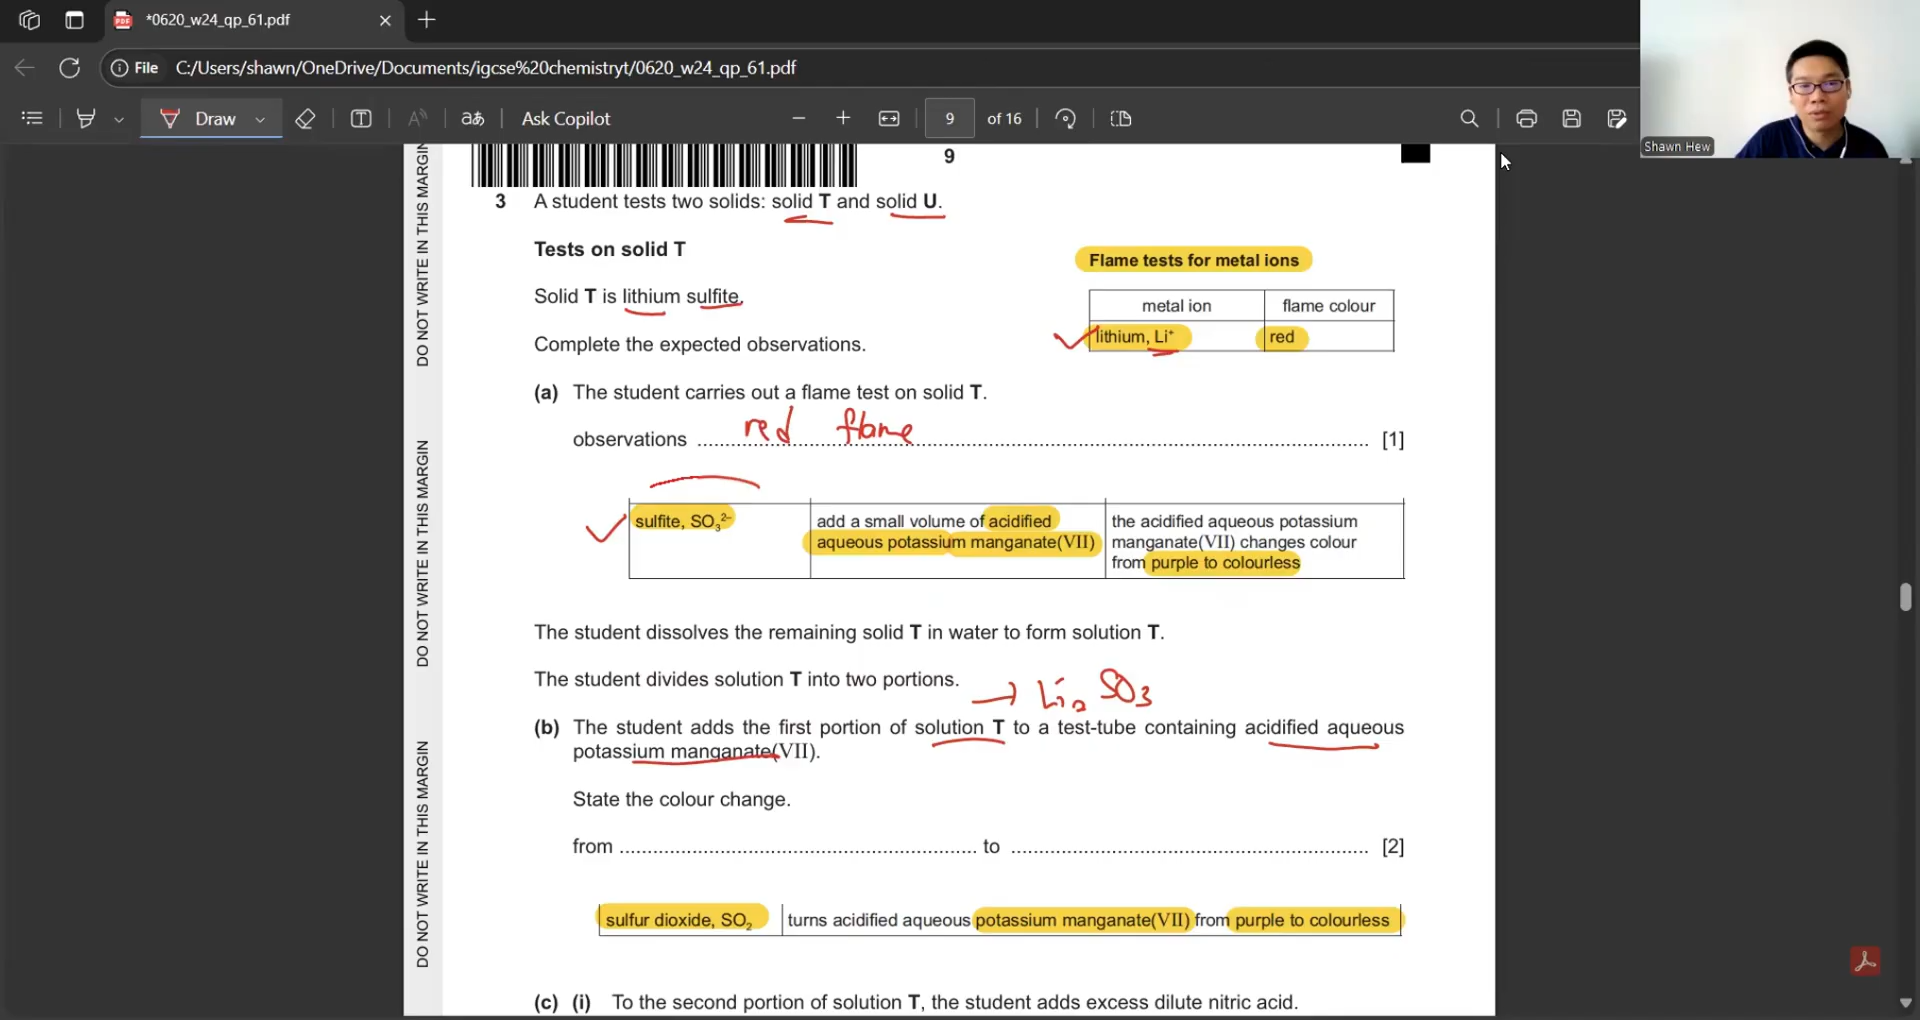 *0620_w24_qp_61.pdf
File C:/Users/shawn/OneDrive/Documents/igcse%20chemistryt/0620_w24_qp_61.pdf
Draw
aあ
Ask Copilot
9 of 16
Shawn Hew
9
DO NOT WRITE IN THIS MARGIN
DO NOT WRITE IN THIS MARGIN
DO NOT WRITE IN THIS MARGIN
3 A student tests two solids: solid T and solid U.
Tests on solid T
Flame tests for metal ions
Solid T is lithium sulfite.
metal ion flame colour
lithium, Li⁺ red
Complete the expected observations.
(a) The student carries out a flame test on solid T.
red flame
observations ........ [1]
sulfite, SO₃²⁻
add a small volume of acidified
aqueous potassium manganate(VII)
the acidified aqueous potassium
manganate(VII) changes colour
from purple to colourless
The student dissolves the remaining solid T in water to form solution T.
The student divides solution T into two portions.
→ Li₂SO₃
(b) The student adds the first portion of solution T to a test-tube containing acidified aqueous
potassium manganate(VII).
State the colour change.
from ........ to ........ [2]
sulfur dioxide, SO₂ turns acidified aqueous potassium manganate(VII) from purple to colourless
(c) (i) To the second portion of solution T, the student adds excess dilute nitric acid.